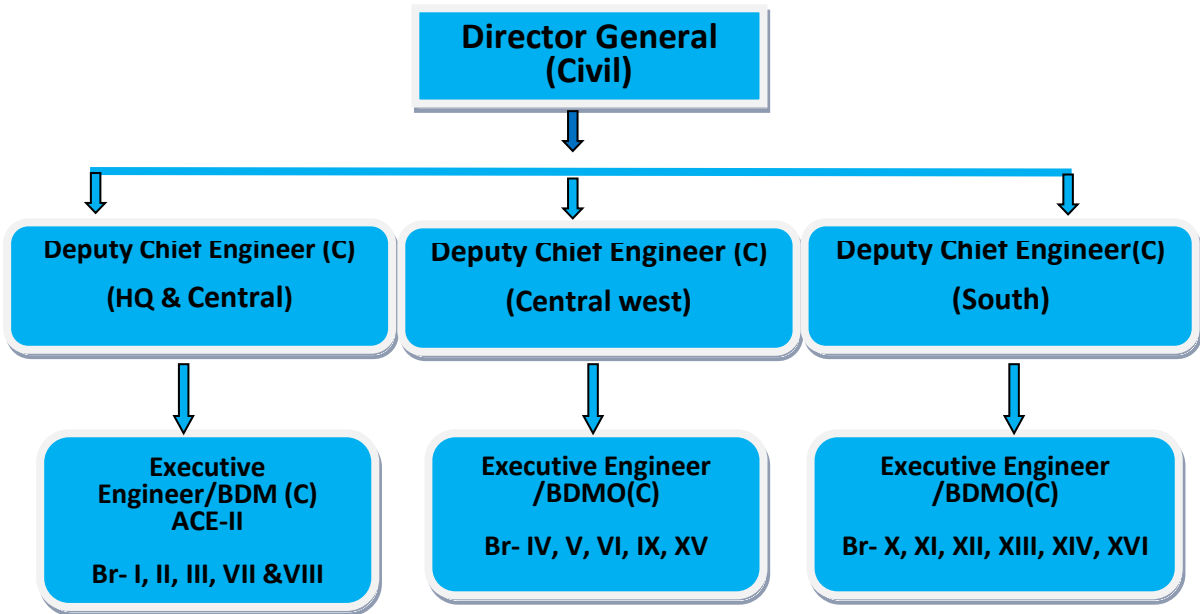 Director General
(Civil)
Deputy Chief Engineer (C)
(HQ & Central)
Deputy Chief Engineer (C)
(Central west)
Deputy Chief Engineer(C)
(South)
Executive
Engineer/BDM (C)
ACE-II
Br- I, II, III, VII &VIII
Executive Engineer
/BDMO(C)
Br- IV, V, VI, IX, XV
Executive Engineer
/BDMO(C)
Br- X, XI, XII, XIII, XIV, XVI